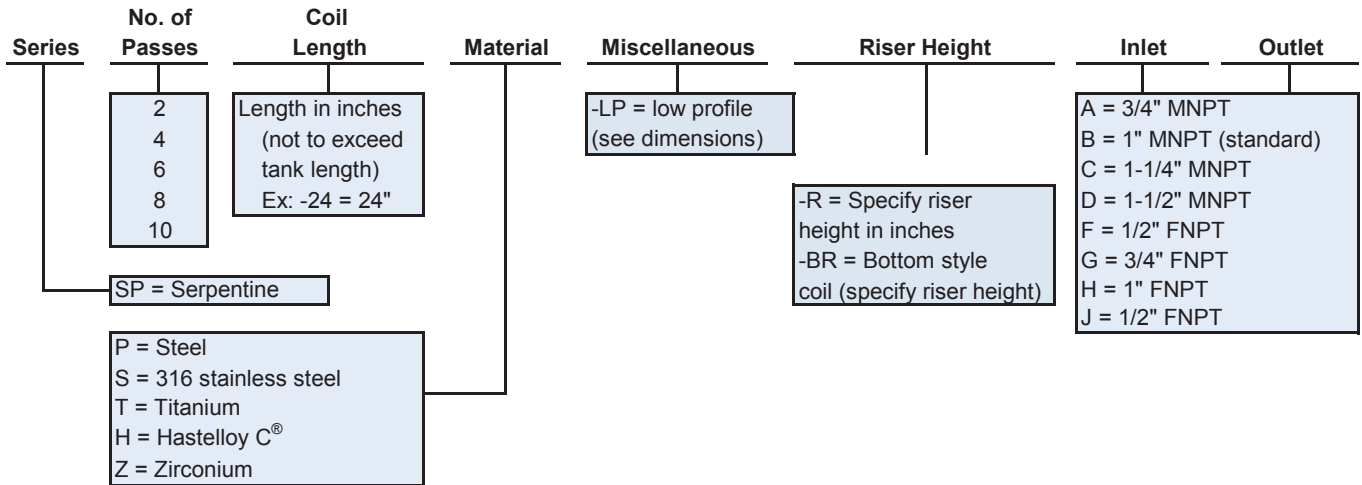 No. of
Passes
Coil
Length
Series
Material
Miscellaneous
Riser Height
Inlet
Outlet
2
4
6
8
10
Length in inches
(not to exceed
tank length)
Ex: -24 = 24"
-LP = low profile
(see dimensions)
-R = Specify riser
height in inches
-BR = Bottom style
coil (specify riser height)
A = 3/4" MNPT
B = 1" MNPT (standard)
C = 1-1/4" MNPT
D = 1-1/2" MNPT
F = 1/2" FNPT
G = 3/4" FNPT
H = 1" FNPT
J = 1/2" FNPT
SP = Serpentine
P = Steel
S = 316 stainless steel
T = Titanium
H = Hastelloy C®
Z = Zirconium